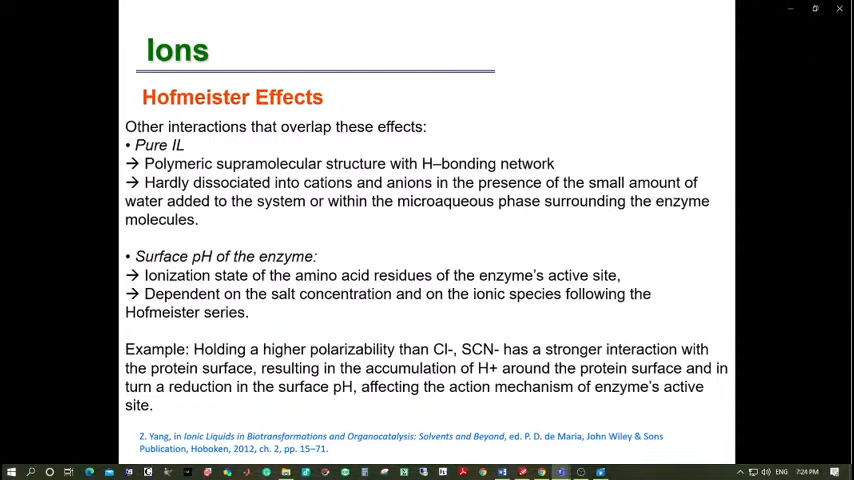 Ions
Hofmeister Effects
Other interactions that overlap these effects:
• Pure IL
→ Polymeric supramolecular structure with H–bonding network
→ Hardly dissociated into cations and anions in the presence of the small amount of
water added to the system or within the microaqueous phase surrounding the enzyme
molecules.
• Surface pH of the enzyme:
→ Ionization state of the amino acid residues of the enzyme's active site,
→ Dependent on the salt concentration and on the ionic species following the
Hofmeister series.
Example: Holding a higher polarizability than Cl-, SCN- has a stronger interaction with
the protein surface, resulting in the accumulation of H+ around the protein surface and in
turn a reduction in the surface pH, affecting the action mechanism of enzyme's active
site.
Z. Yang, in Ionic Liquids in Biotransformations and Organocatalysis: Solvents and Beyond, ed. P. D. de Maria, John Wiley & Sons
Publication, Hoboken, 2012, ch. 2, pp. 15–71.
ENG 7:24 PM